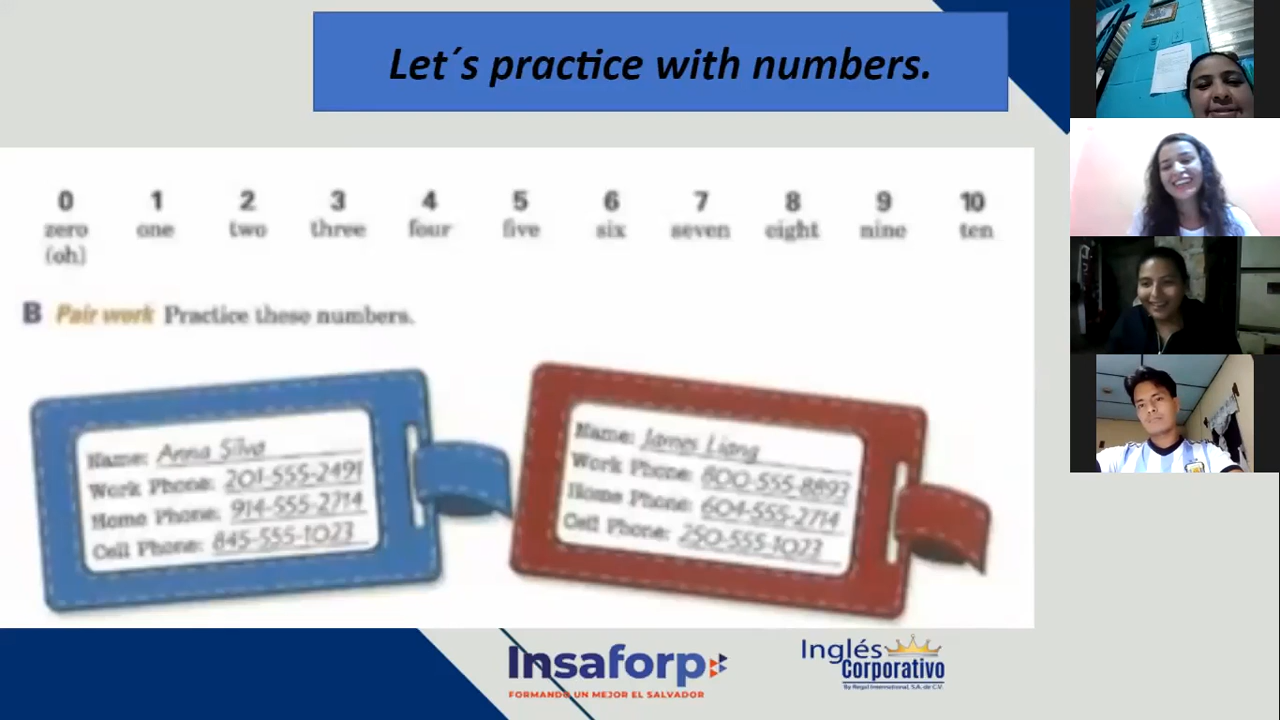 Let´s practice with numbers.
0 1 2 3 4 5 6 7 8 9 10
zero one two three four five six seven eight nine ten
(oh)
B Pair work Practice these numbers.
Name: Anna Silva
Work Phone: 201-555-2491
Home Phone: 914-555-2714
Cell Phone: 845-555-1023
Name: James Liang
Work Phone: 800-555-8893
Home Phone: 604-555-2714
Cell Phone: 250-555-1023
Insaforp
FORMANDO UN MEJOR EL SALVADOR
Inglés
Corporativo
By Regal International, S.A. de C.V.